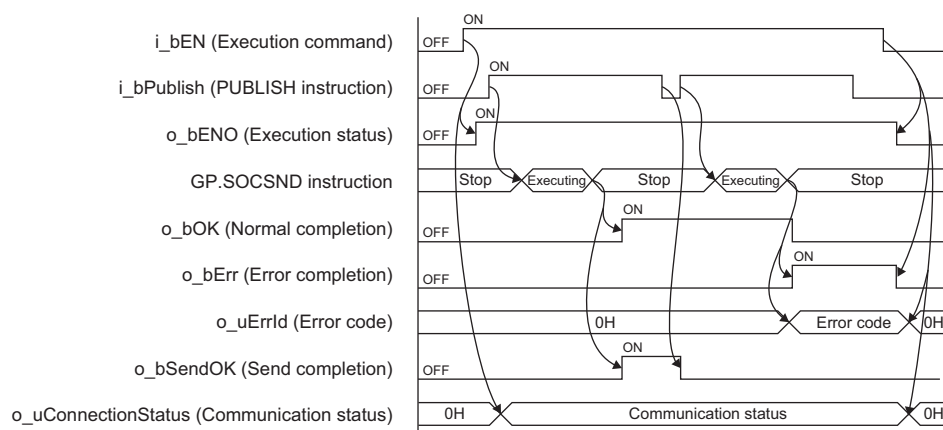 ON
i_bEN (Execution command)
OFF
ON
i_bPublish (PUBLISH instruction)
OFF
ON
o_bENO (Execution status)
OFF
GP.SOCSND instruction
Stop Executing Stop Executing Stop
ON
o_bOK (Normal completion)
OFF
ON
o_bErr (Error completion)
OFF
o_uErrId (Error code)
0H Error code 0H
ON
o_bSendOK (Send completion)
OFF
o_uConnectionStatus (Communication status)
0H Communication status 0H